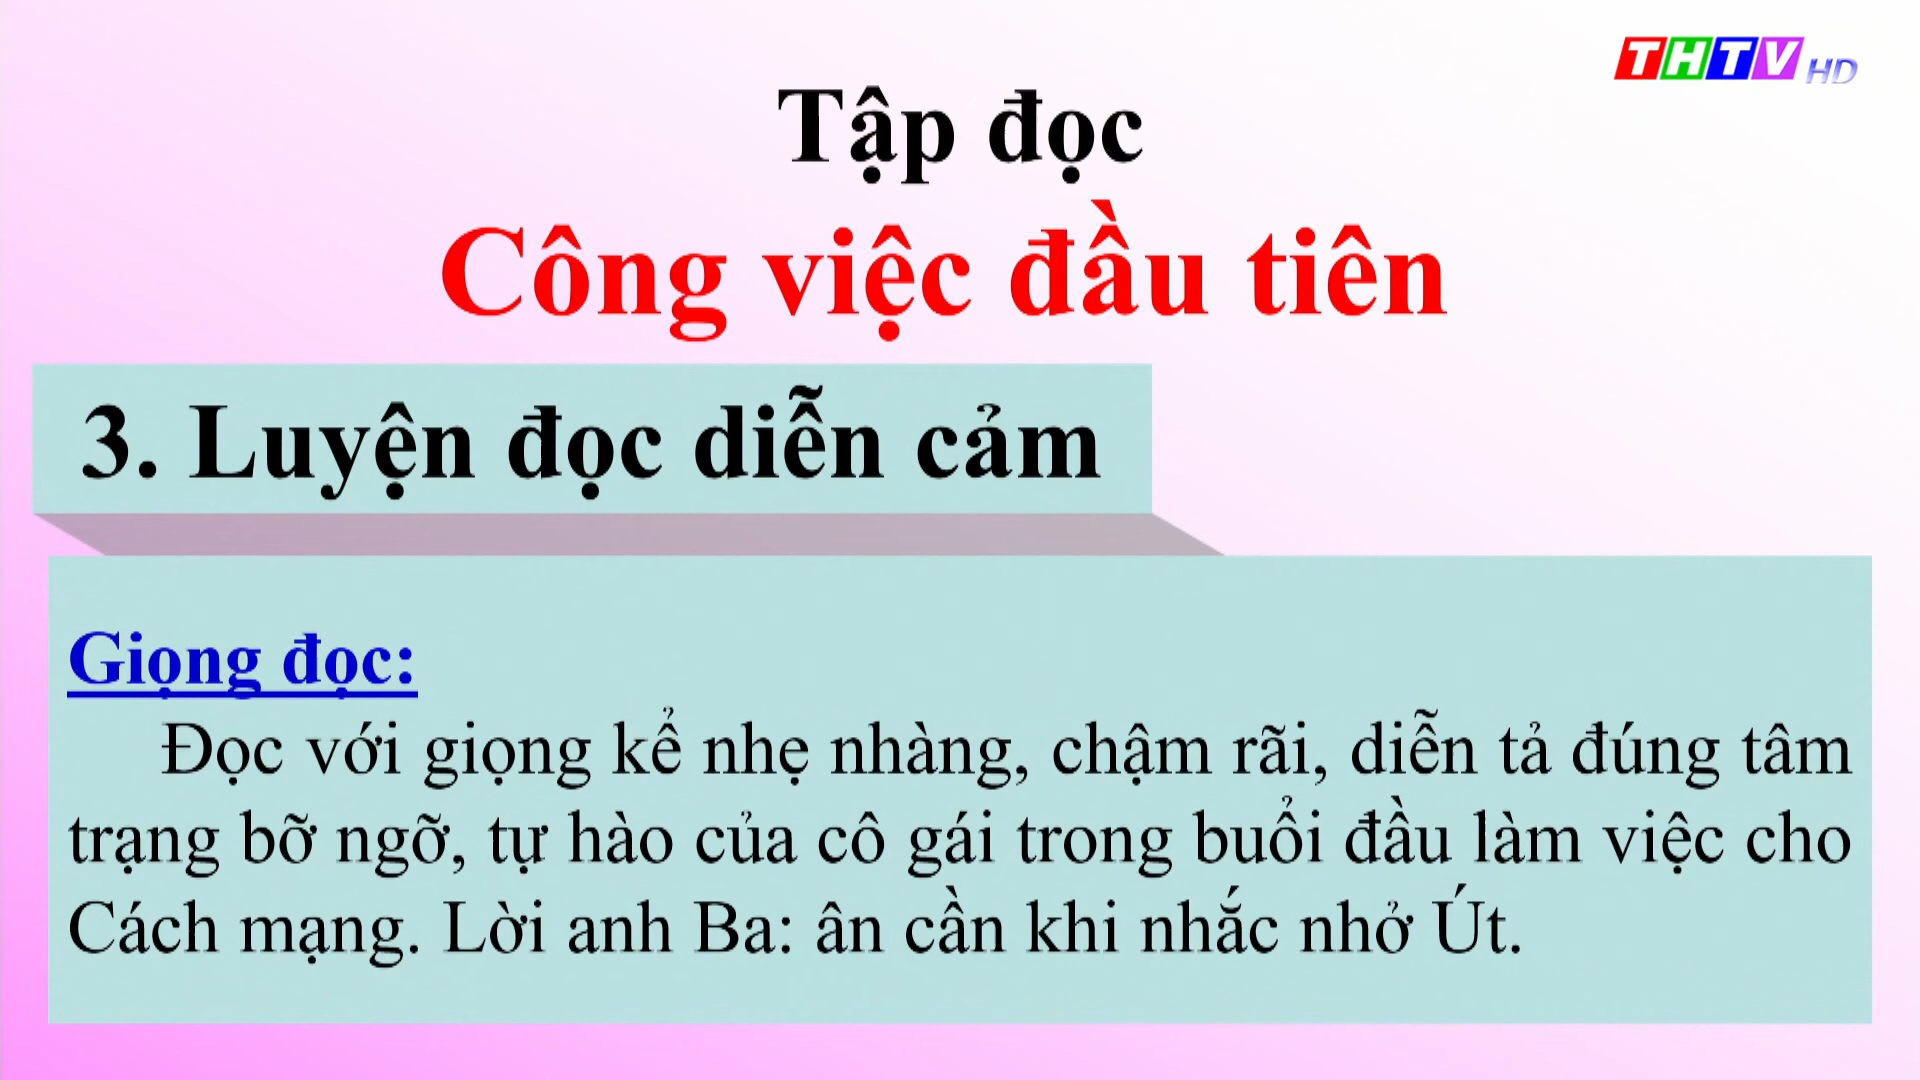 THTV HD
Tập đọc
Công việc đầu tiên
3. Luyện đọc diễn cảm
Giọng đọc:
Đọc với giọng kể nhẹ nhàng, chậm rãi, diễn tả đúng tâm
trạng bỡ ngỡ, tự hào của cô gái trong buổi đầu làm việc cho
Cách mạng. Lời anh Ba: ân cần khi nhắc nhở Út.